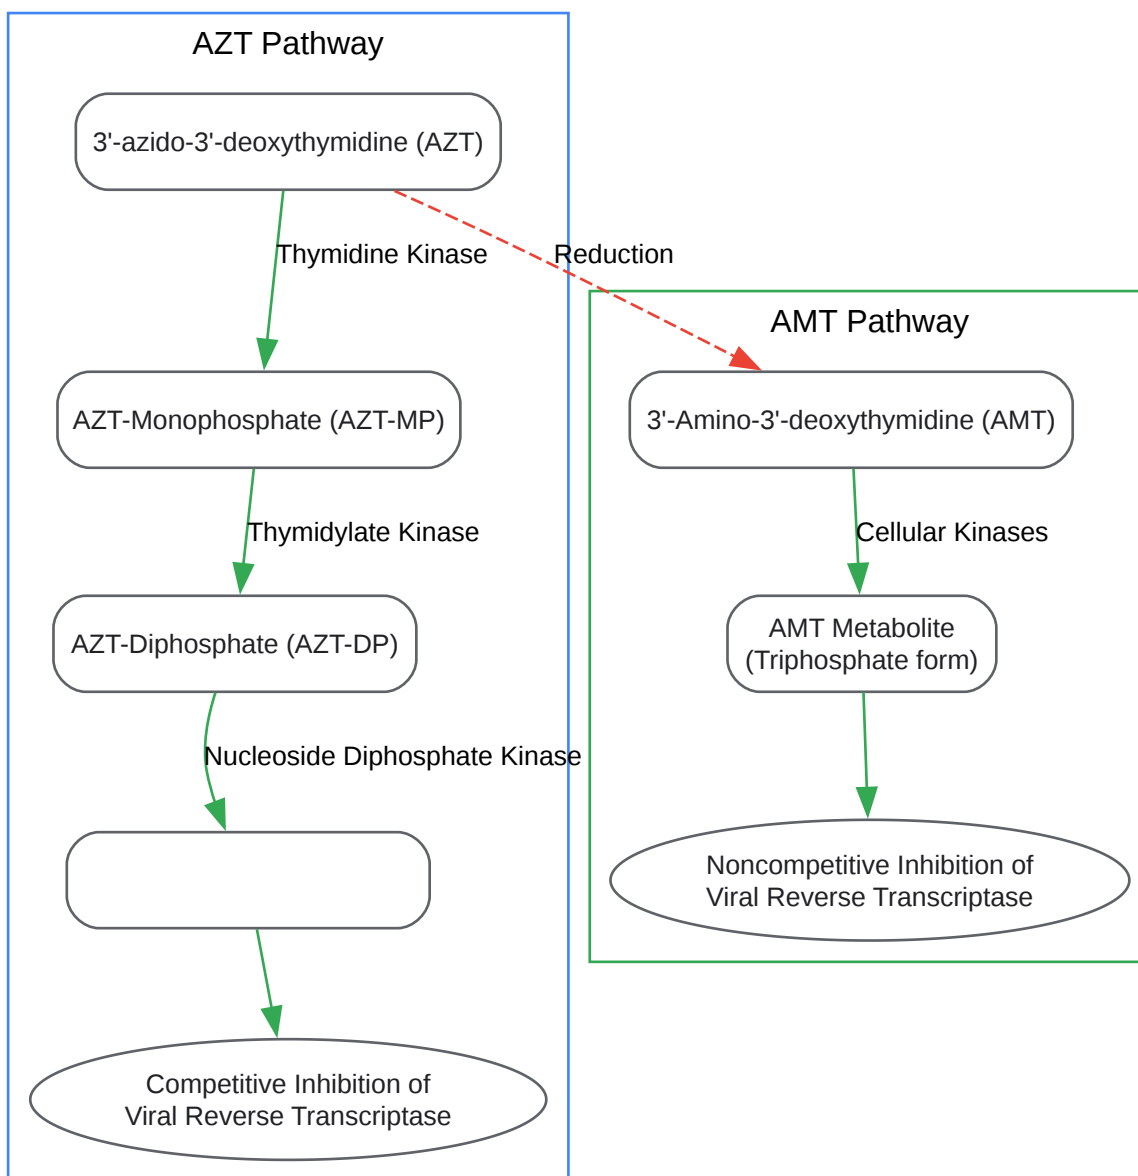 AZT Pathway
3'-azido-3'-deoxythymidine (AZT)
Thymidine Kinase
Reduction
AMT Pathway
AZT-Monophosphate (AZT-MP)
3'-Amino-3'-deoxythymidine (AMT)
Thymidylate Kinase
Cellular Kinases
AZT-Diphosphate (AZT-DP)
AMT Metabolite
(Triphosphate form)
Nucleoside Diphosphate Kinase
Noncompetitive Inhibition of
Viral Reverse Transcriptase
Competitive Inhibition of
Viral Reverse Transcriptase